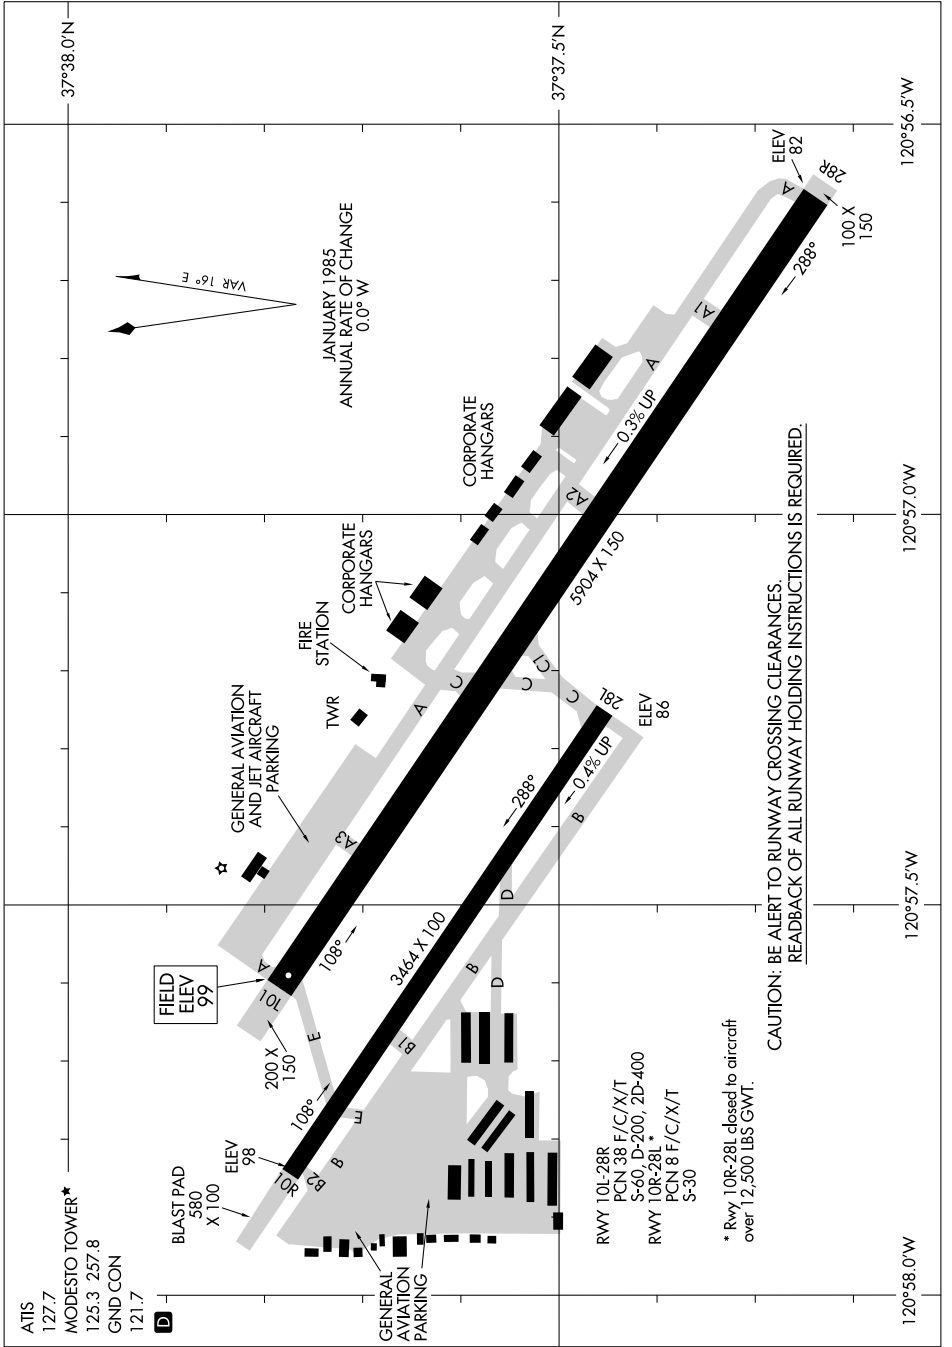 ATIS
127.7
MODESTO TOWER★
125.3 257.8
GND CON
121.7
D
37°38.0'N
37°37.5'N
VAR 16° E
JANUARY 1985
ANNUAL RATE OF CHANGE
0.0° W
ELEV
82
A
28R
100 X
150
288°
A1
A
0.3% UP
CORPORATE
HANGARS
A2
5904 X 150
CORPORATE
HANGARS
FIRE
STATION
TWR
C
A
C
C1
C
28L
ELEV
86
GENERAL AVIATION
AND JET AIRCRAFT
PARKING
A3
288°
0.4% UP
B
D
108°
3464 X 100
A
FIELD
ELEV
99
10L
200 X
150
E
B
D
B1
108°
E
ELEV
98
10R
B2
B
BLAST PAD
580
X 100
GENERAL
AVIATION
PARKING
RWY 10L-28R
PCN 38 F/C/X/T
S-60, D-200, 2D-400
RWY 10R-28L *
PCN 8 F/C/X/T
S-30
* Rwy 10R-28L closed to aircraft
over 12,500 LBS GWT.
CAUTION: BE ALERT TO RUNWAY CROSSING CLEARANCES.
READBACK OF ALL RUNWAY HOLDING INSTRUCTIONS IS REQUIRED.
120°58.0'W
120°57.5'W
120°57.0'W
120°56.5'W